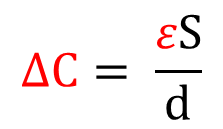 ΔC = εS / d